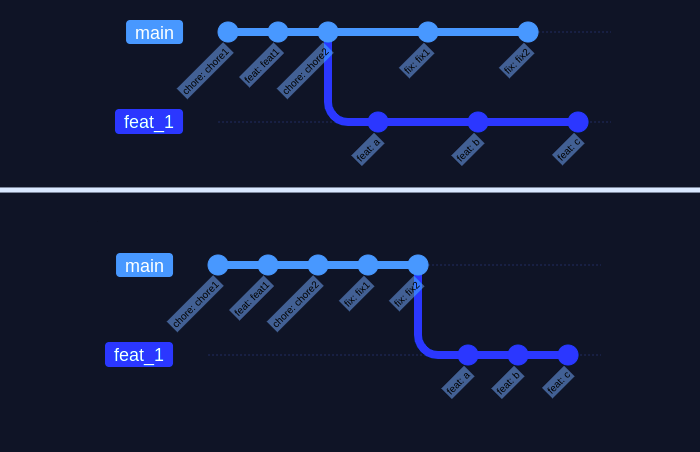 main
chore: chore1
feat: feat1
chore: chore2
fix: fix1
fix: fix2
feat_1
feat: a
feat: b
feat: c
main
chore: chore1
feat: feat1
chore: chore2
fix: fix1
fix: fix2
feat_1
feat: a
feat: b
feat: c